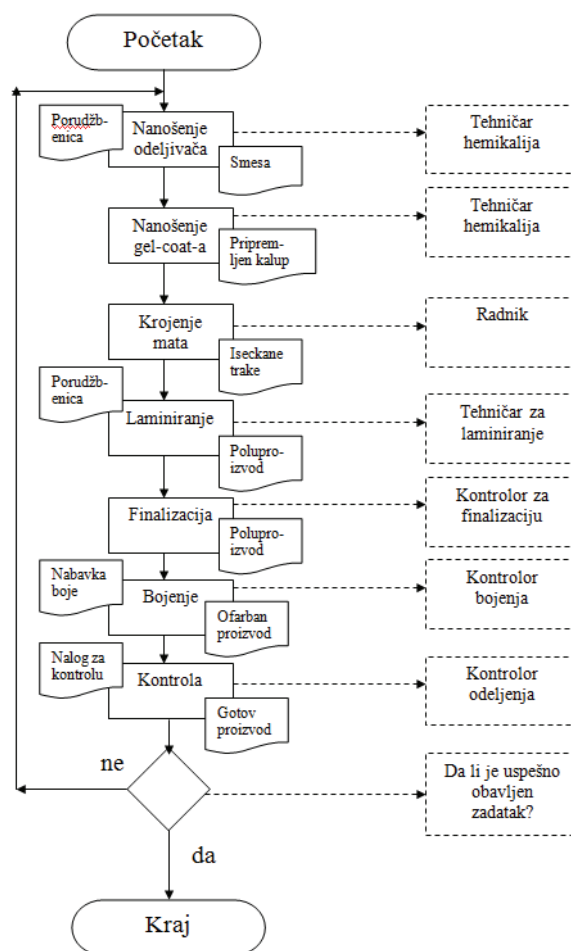 Početak
Porudžb-
enica
Nanošenje
odeljivača
Smesa
Tehničar
hemikalija
Nanošenje
gel-coat-a
Priprem-
ljen kalup
Tehničar
hemikalija
Krojenje
mata
Iseckane
trake
Radnik
Porudžb-
enica
Laminiranje
Polupro-
izvod
Tehničar za
laminiranje
Finalizacija
Polupro-
izvod
Kontrolor za
finalizaciju
Nabavka
boje
Bojenje
Ofarban
proizvod
Kontrolor
bojenja
Nalog za
kontrolu
Kontrola
Gotov
proizvod
Kontrolor
odeljenja
ne
Da li je uspešno
obavljen
zadatak?
da
Kraj